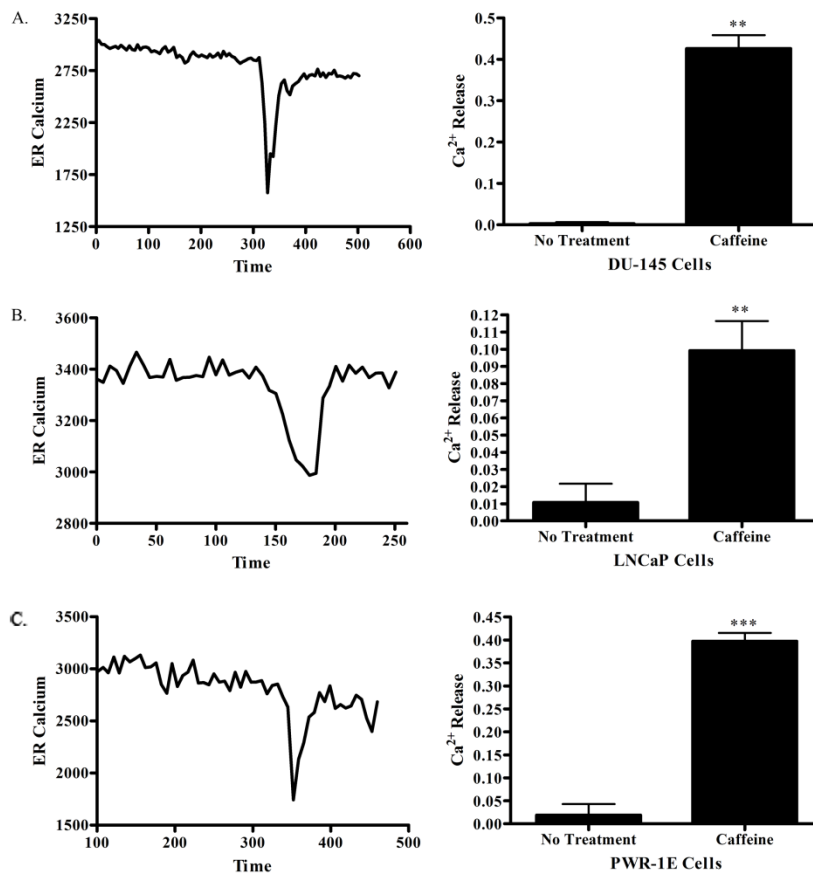 A.
3250
2750
2250
1750
1250
0 100 200 300 400 500 600
ER Calcium
Time
0.5
0.4
0.3
0.2
0.1
0.0
Ca²⁺ Release
**
No Treatment Caffeine
DU-145 Cells
B.
3600
3400
3200
3000
2800
0 50 100 150 200 250
ER Calcium
Time
0.12
0.11
0.10
0.09
0.08
0.07
0.06
0.05
0.04
0.03
0.02
0.01
0.00
Ca²⁺ Release
**
No Treatment Caffeine
LNCaP Cells
C.
3500
3000
2500
2000
1500
100 200 300 400 500
ER Calcium
Time
0.45
0.40
0.35
0.30
0.25
0.20
0.15
0.10
0.05
0.00
Ca²⁺ Release
***
No Treatment Caffeine
PWR-1E Cells